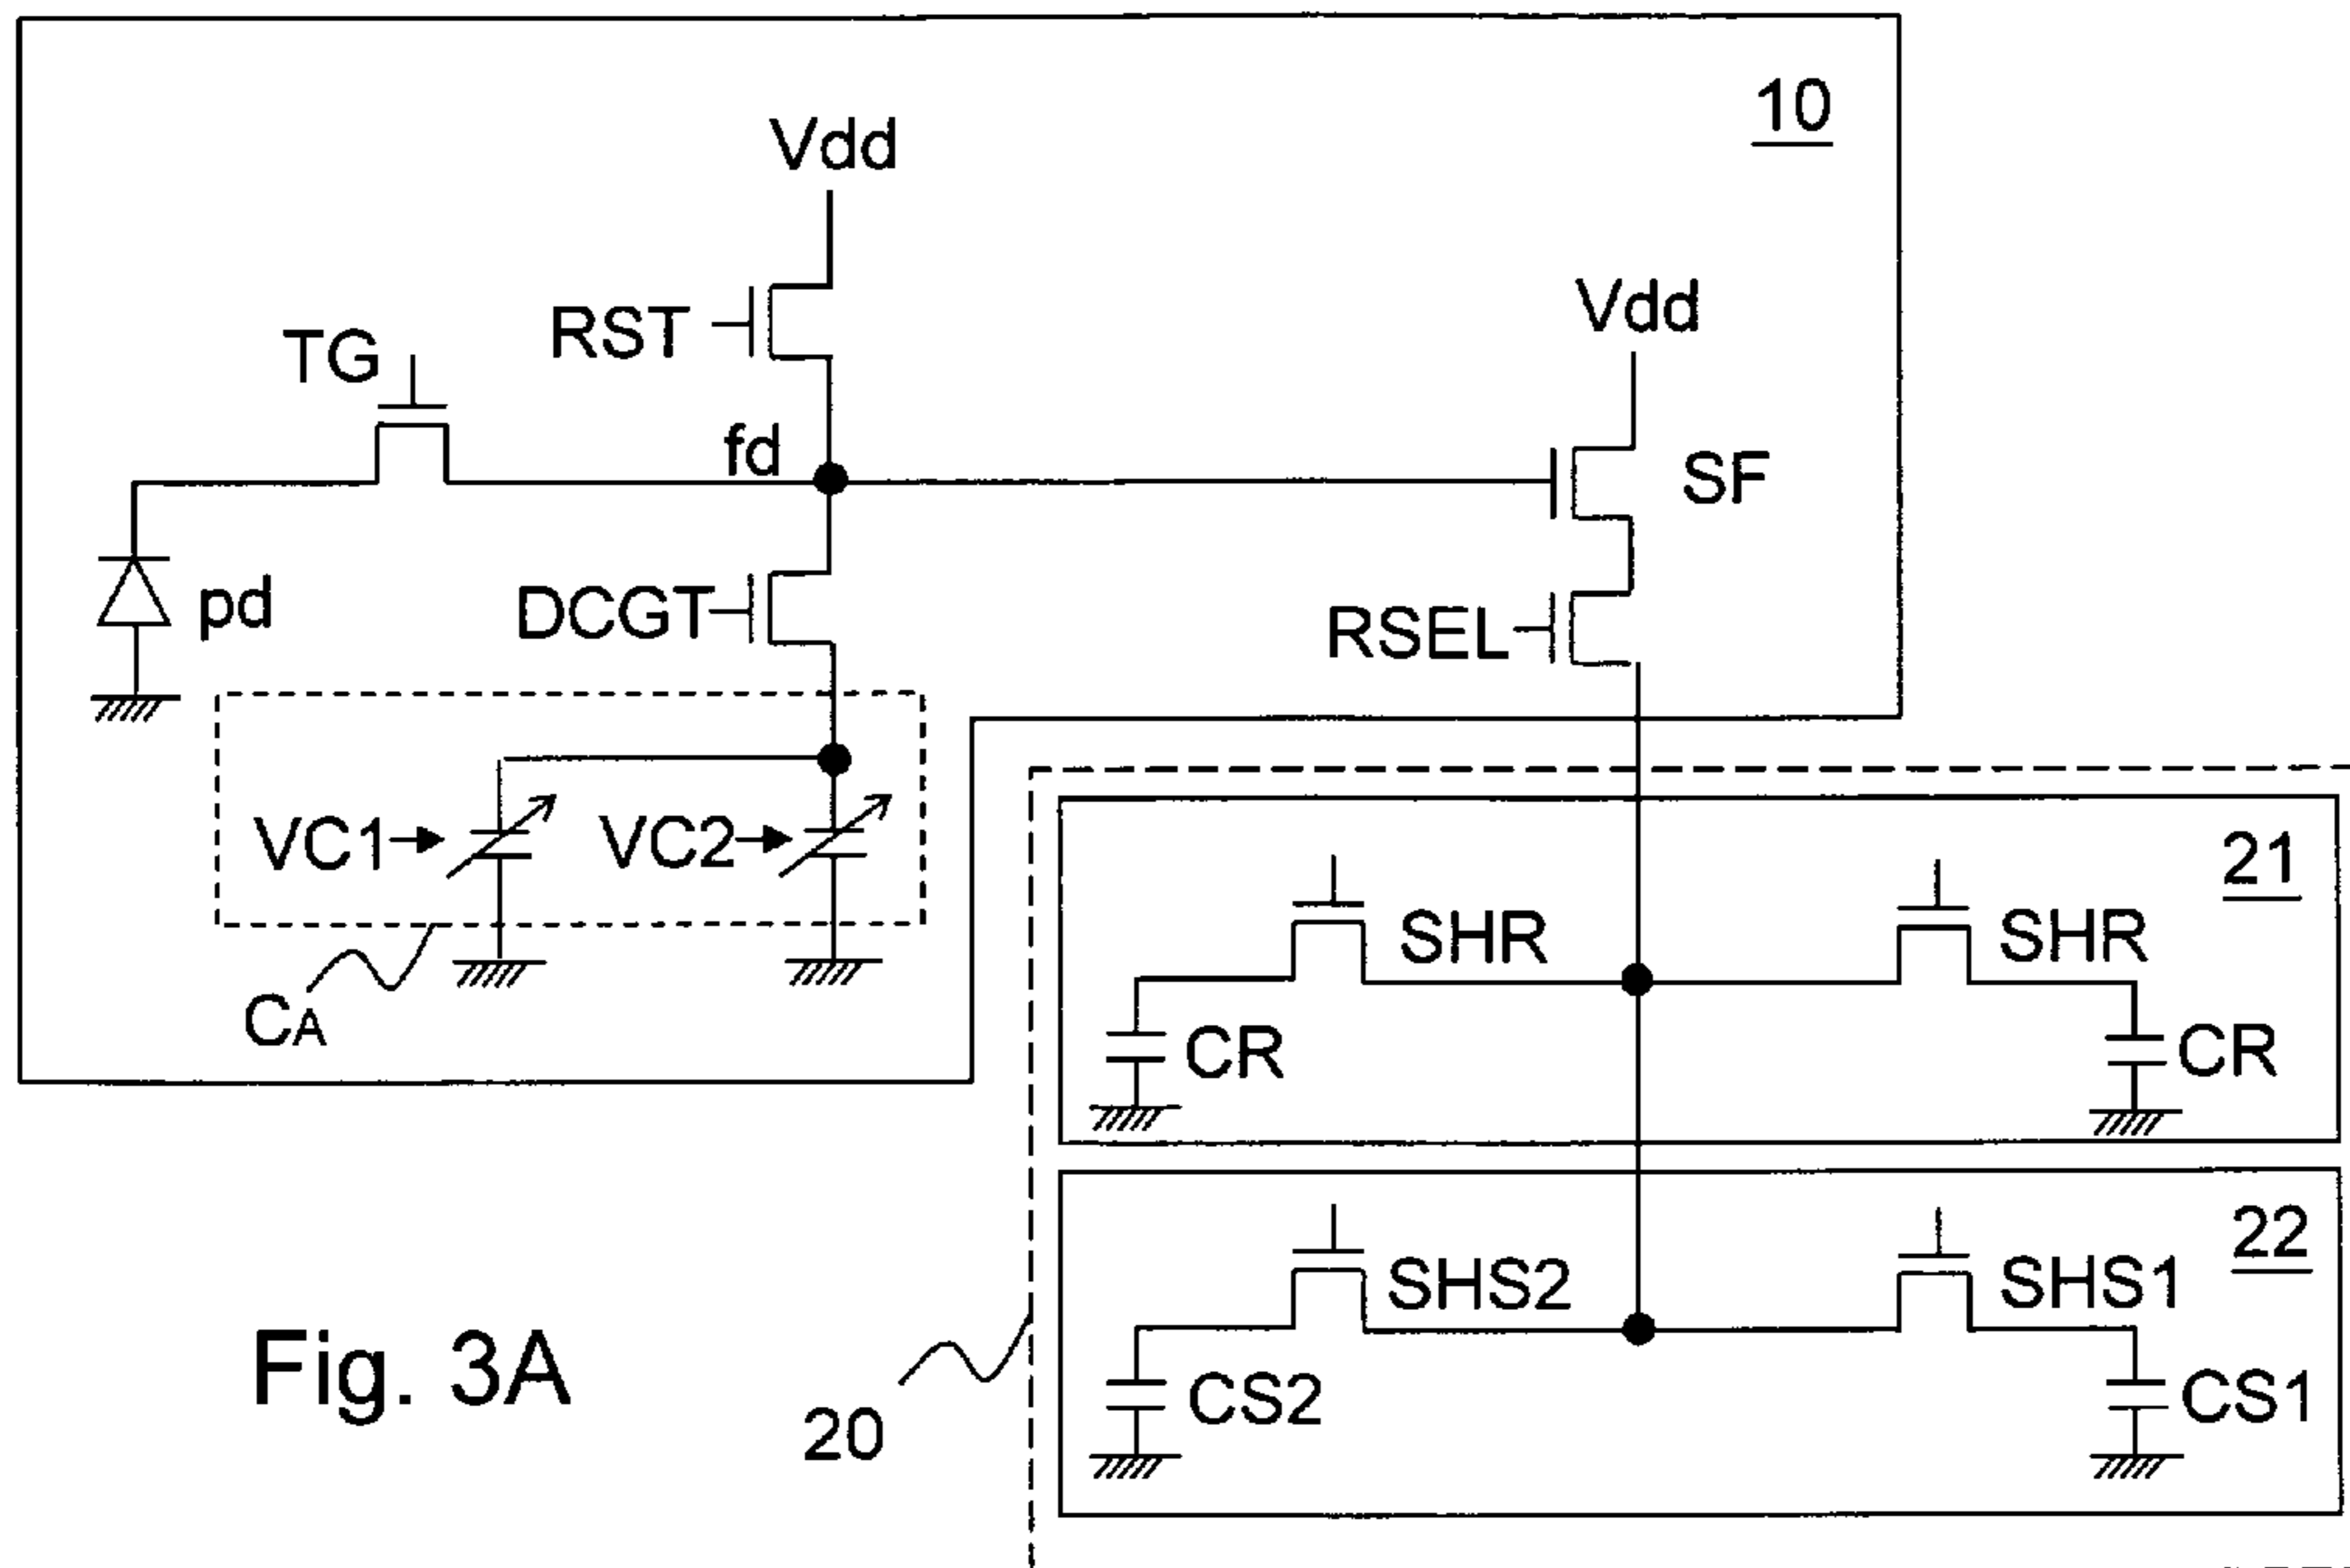 10
Vdd
Vdd
RST
TG
fd
SF
DCGT
pd
RSEL
VC1
VC2
21
SHR
SHR
CA
CR
CR
22
SHS2
SHS1
CS2
CS1
Fig. 3A
20